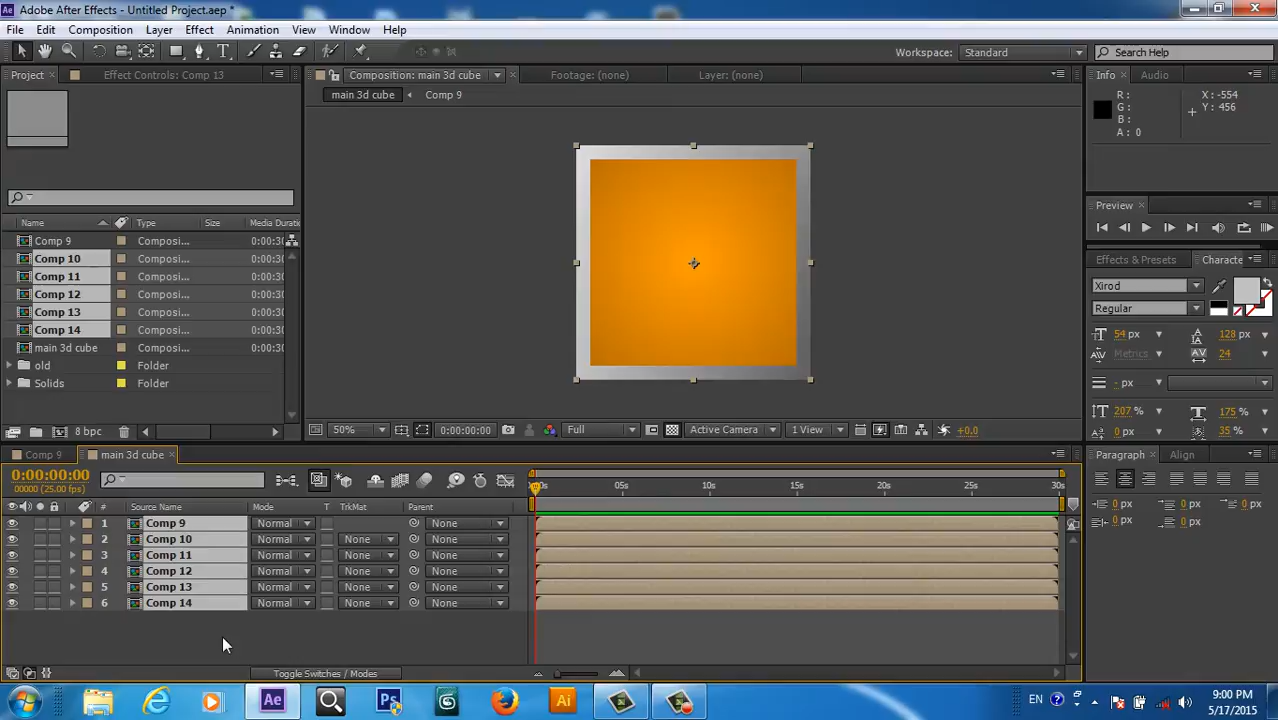 Adobe After Effects - Untitled Project.aep *
File Edit Composition Layer Effect Animation View Window Help
Workspace: Standard Search Help
Project Effect Controls: Comp 13 Composition: main 3d cube Footage: (none) Layer: (none) Info Audio
main 3d cube Comp 9
R: X: -554
G: Y: 456
B:
A: 0
Preview
Name Type Size Media Duratio
Comp 9 Composi... 0:00:30
Comp 10 Composi... 0:00:30
Comp 11 Composi... 0:00:30
Comp 12 Composi... 0:00:30
Comp 13 Composi... 0:00:30
Comp 14 Composi... 0:00:30
main 3d cube Composi... 0:00:30
old Folder
Solids Folder
8 bpc
Effects & Presets Characte
Xirod
Regular
54 px 128 px
Metrics 24
- px
207 % 175 %
0 px 35 %
50% 0:00:00:00 Full Active Camera 1 View +0.0
Comp 9 main 3d cube
Paragraph Align
0:00:00:00
00000 (25.00 fps)
05s 10s 15s 20s 25s 30s
0 px 0 px 0 px
0 px 0 px
# Source Name Mode T TrkMat Parent
1 Comp 9 Normal None
2 Comp 10 Normal None None
3 Comp 11 Normal None None
4 Comp 12 Normal None None
5 Comp 13 Normal None None
6 Comp 14 Normal None None
Toggle Switches / Modes
Ae Ps Ai EN 9:00 PM
5/17/2015